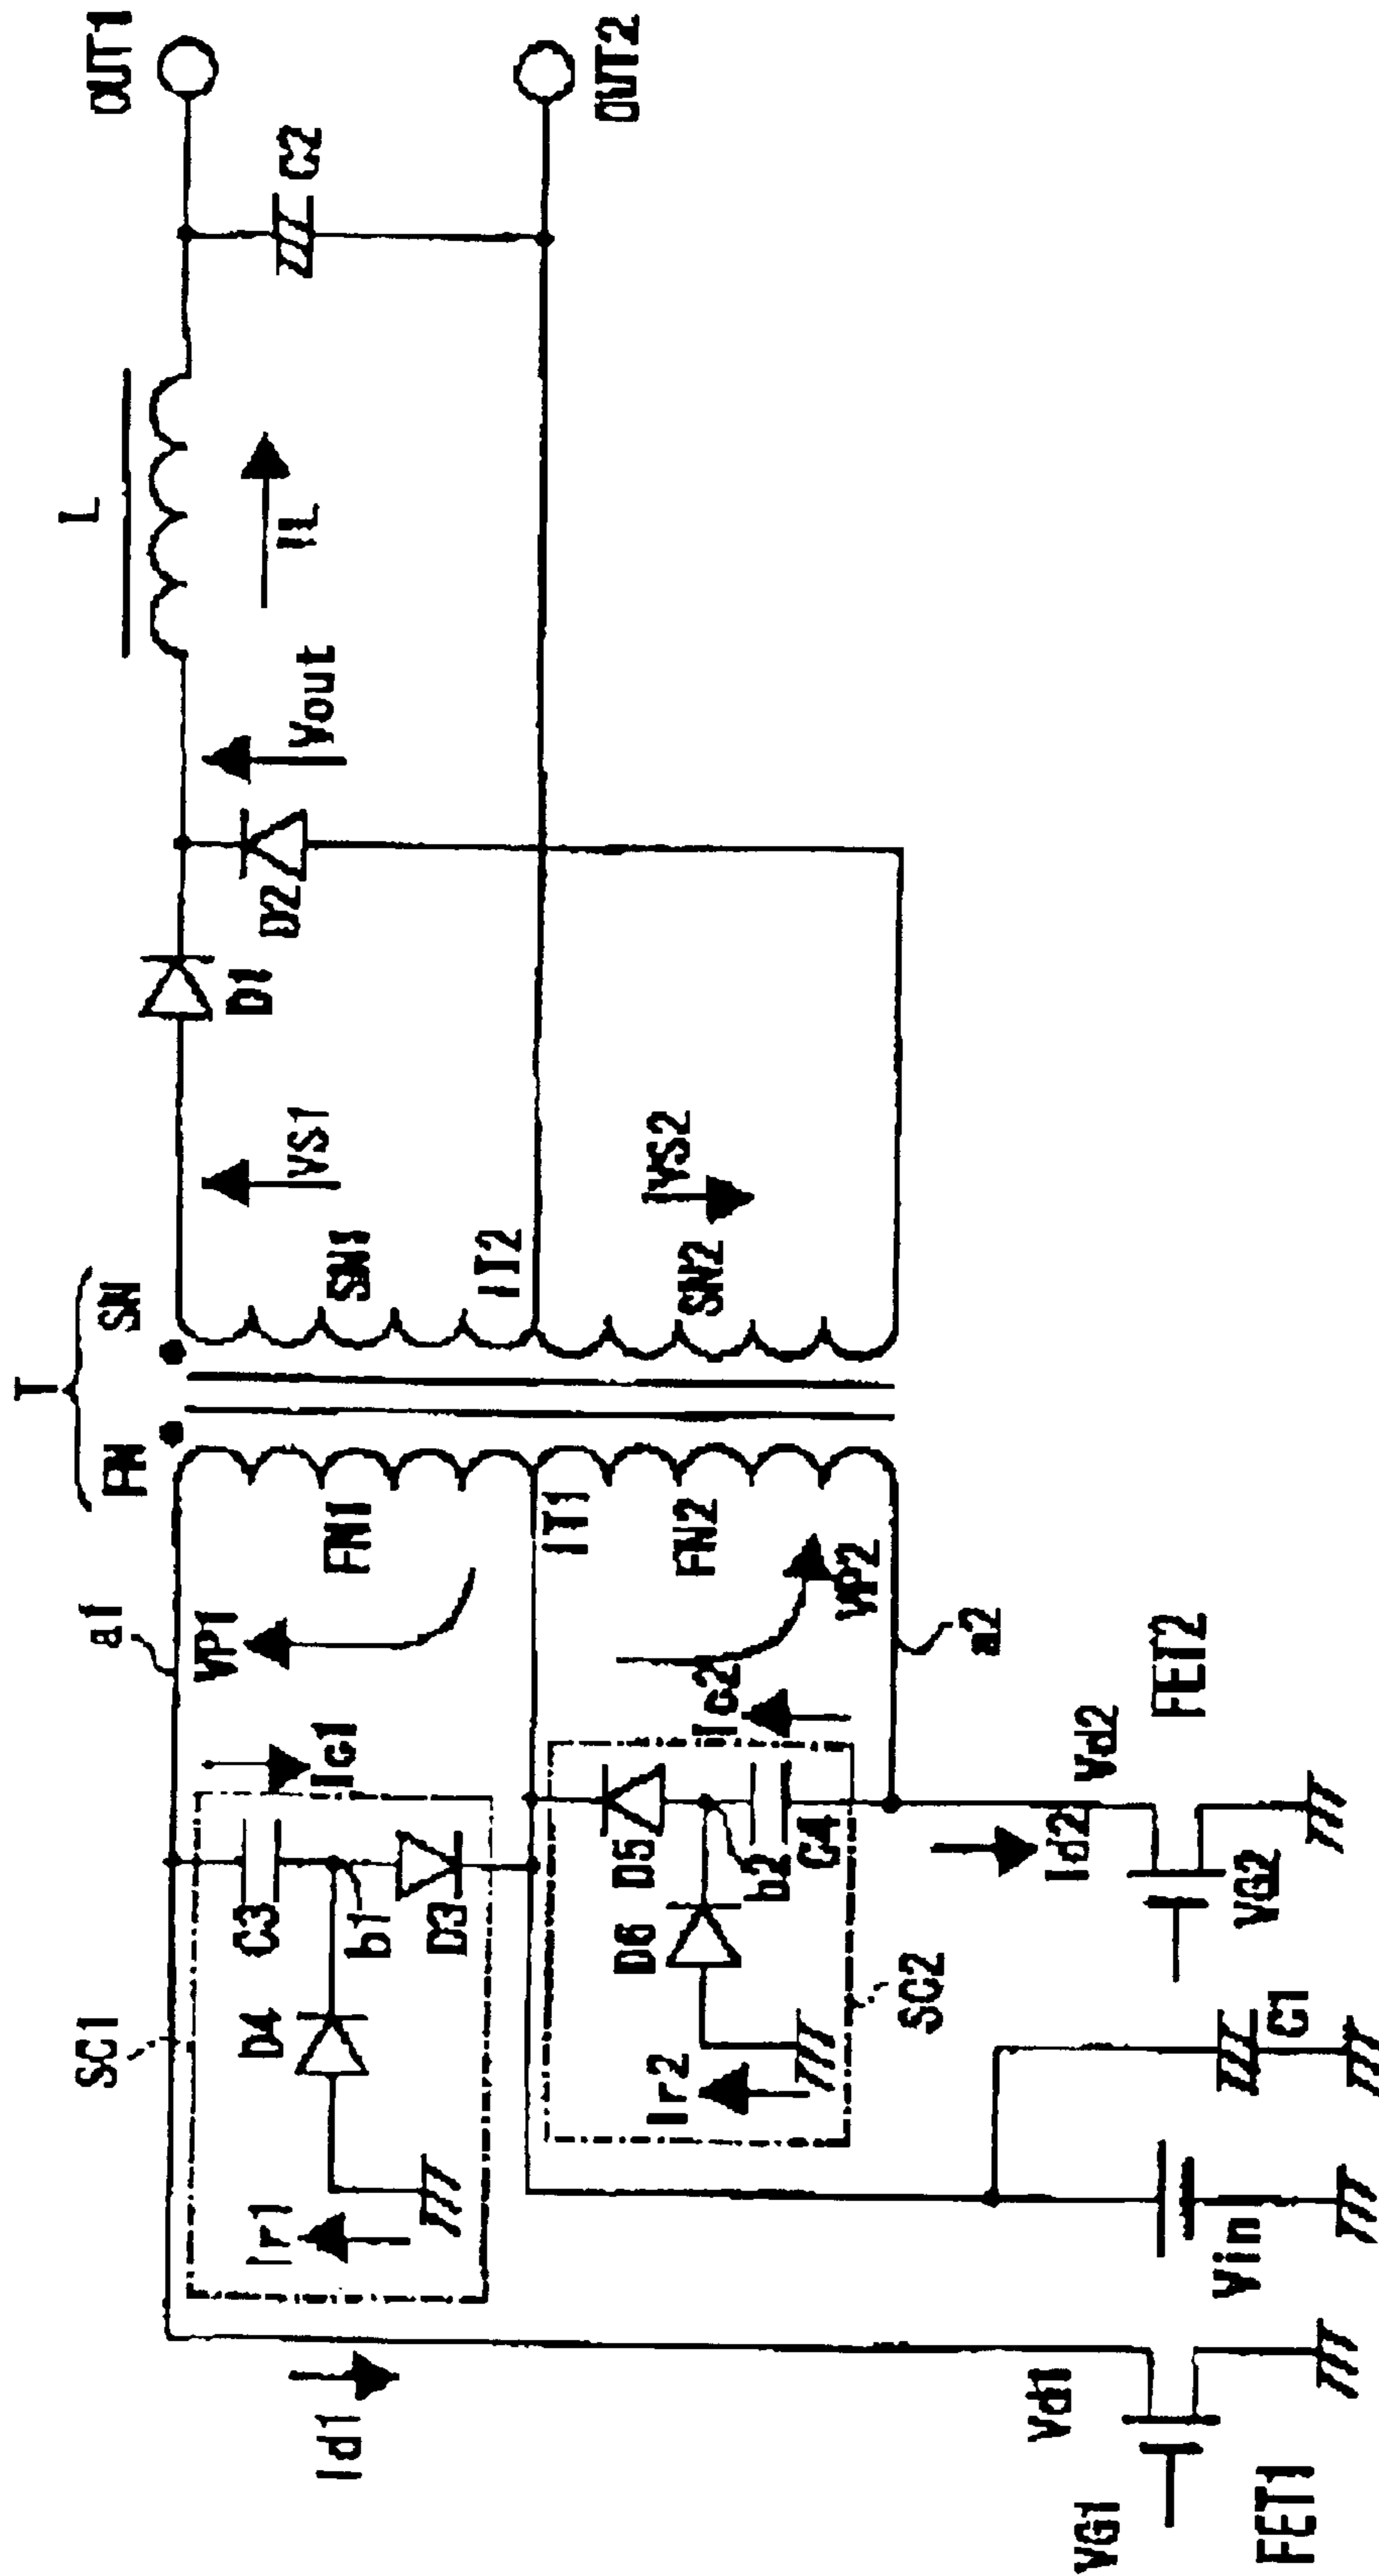 T
FN
SN
a1
SC1
Id1
Ir1
D4
C3
b1
D3
Ic1
VP1
FN1
IT1
FN2
VP2
a2
Ic2
D5
D6
b2
C4
Ir2
SC2
Id2
Vd2
FET2
VG2
C1
Vin
Vd1
VG1
FET1
SN1
IT2
SN2
VS1
VS2
D1
D2
Vout
L
IL
C2
OUT1
OUT2